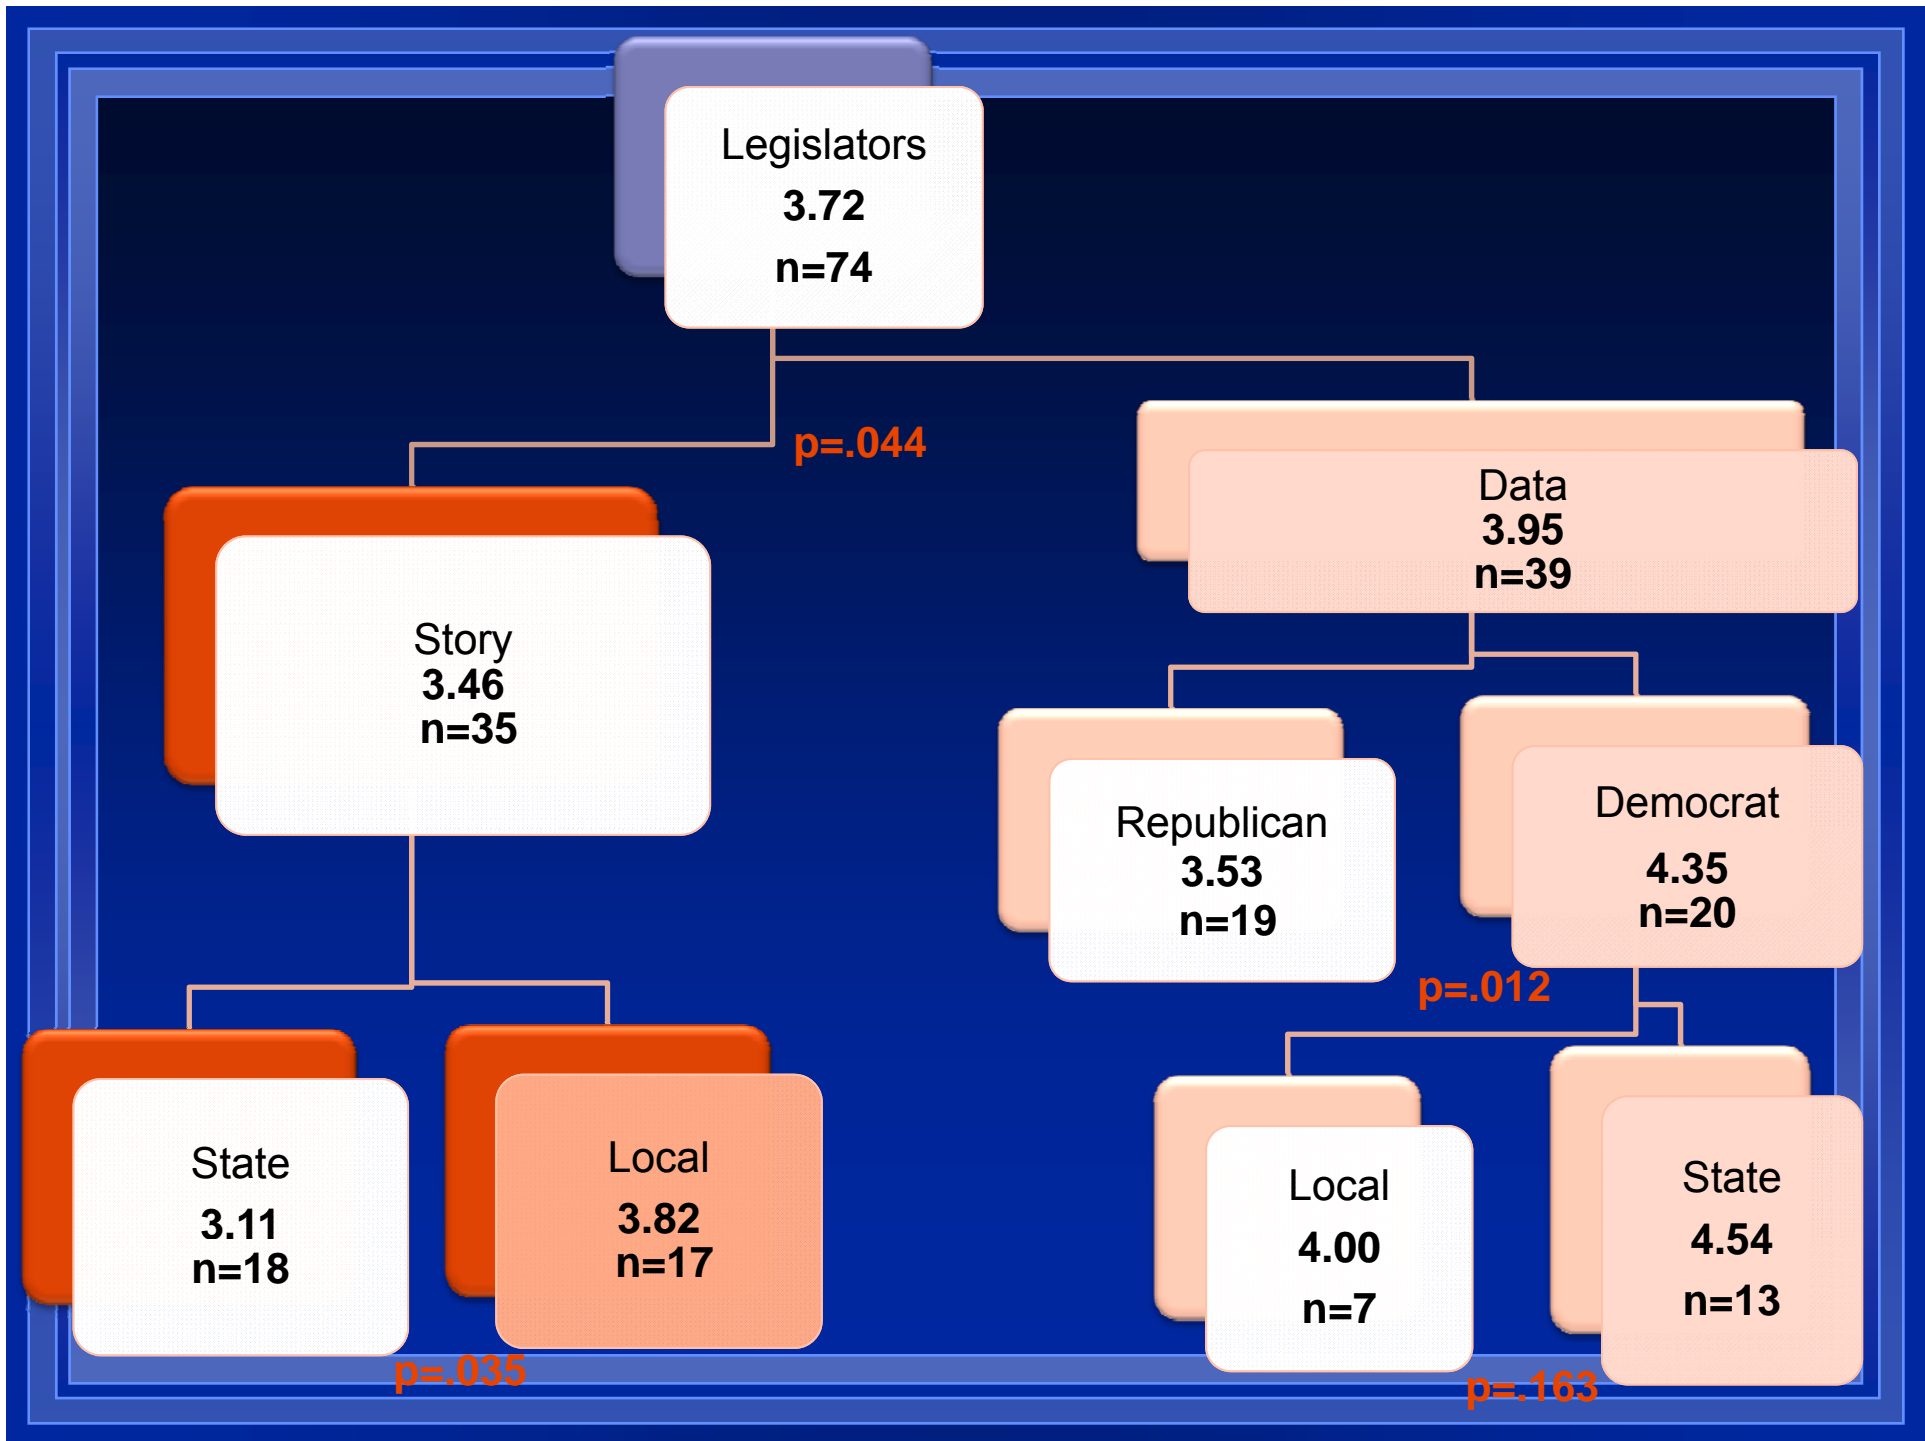 Legislators
3.72
n=74
p=.044
Data
3.95
n=39
Story
3.46
n=35
Republican
3.53
n=19
Democrat
4.35
n=20
p=.012
State
3.11
n=18
Local
3.82
n=17
p=.035
Local
4.00
n=7
State
4.54
n=13
p=.163